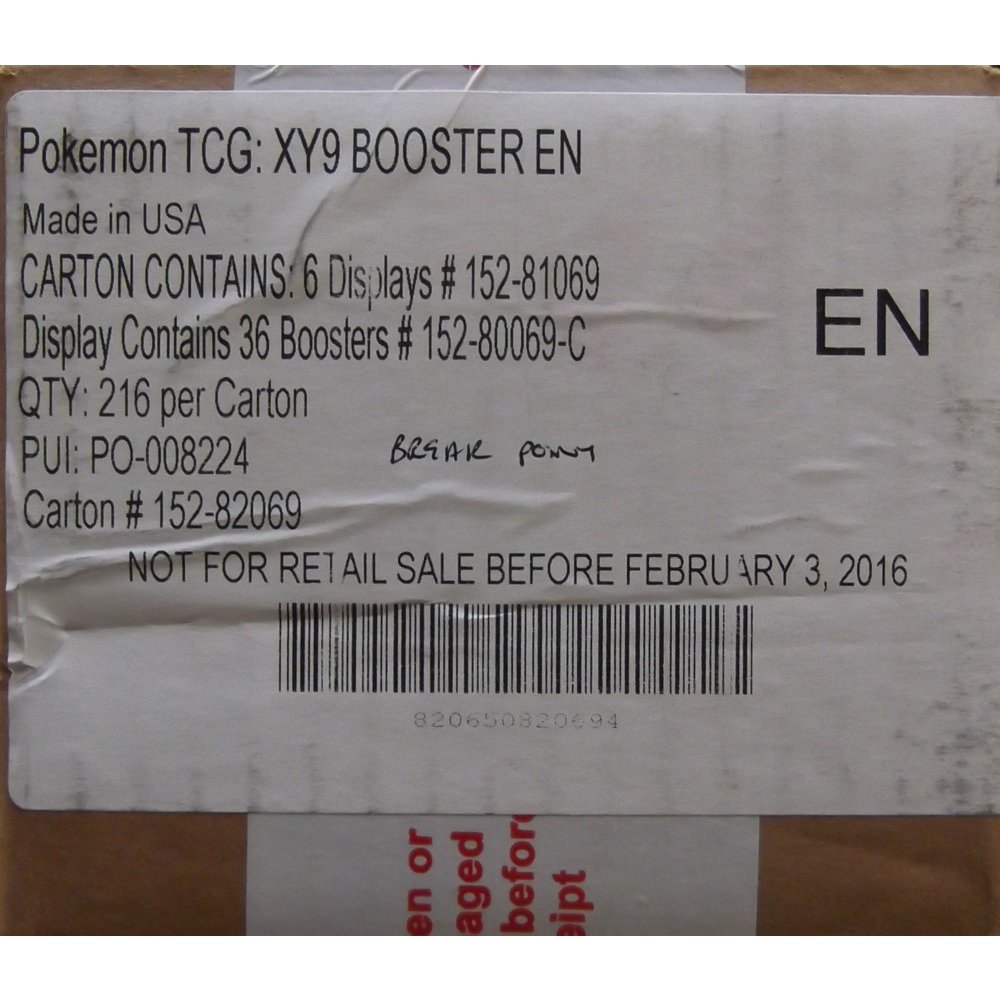 Pokemon TCG: XY9 BOOSTER EN
Made in USA
CARTON CONTAINS: 6 Displays # 152-81069
Display Contains 36 Boosters # 152-80069-C
EN
QTY: 216 per Carton
PUI: PO-008224
BREAK POINT
Carton # 152-82069
NOT FOR RETAIL SALE BEFORE FEBRUARY 3, 2016
820650820694
en or
aged
before
eipt